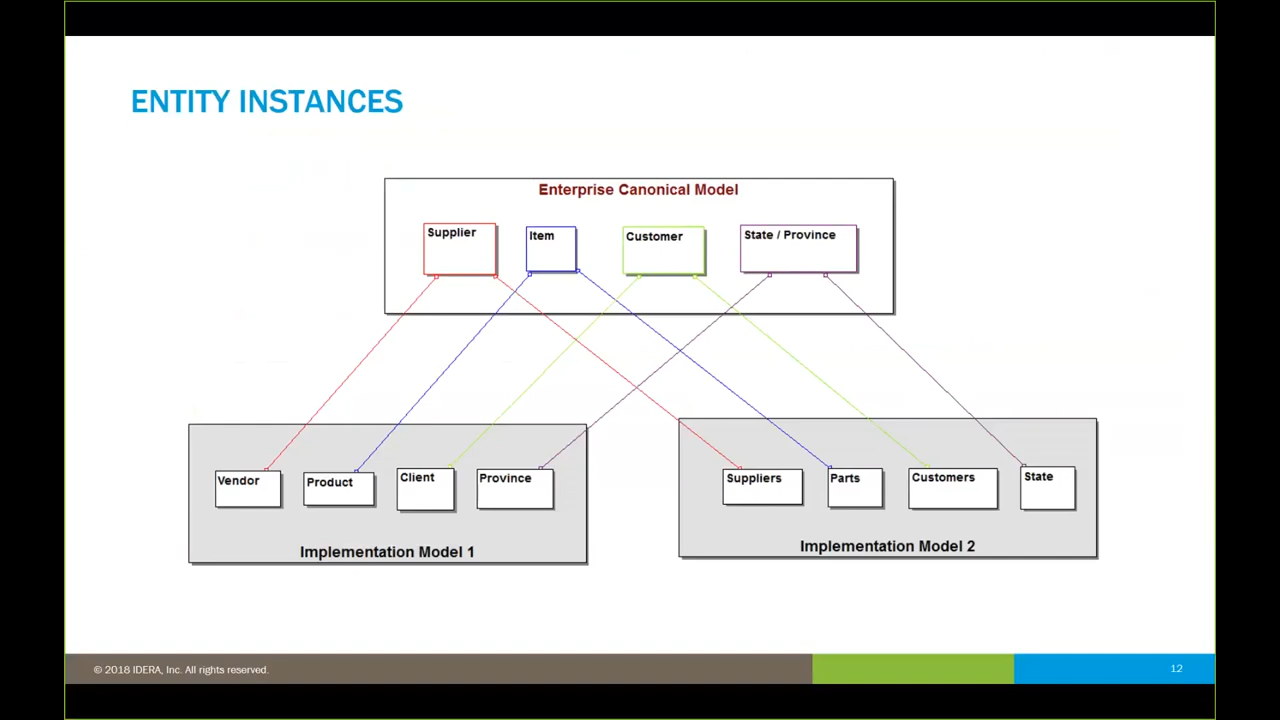 ENTITY INSTANCES
Enterprise Canonical Model
Supplier
Item
Customer
State / Province
Vendor
Product
Client
Province
Implementation Model 1
Suppliers
Parts
Customers
State
Implementation Model 2
© 2018 IDERA, Inc. All rights reserved.
12